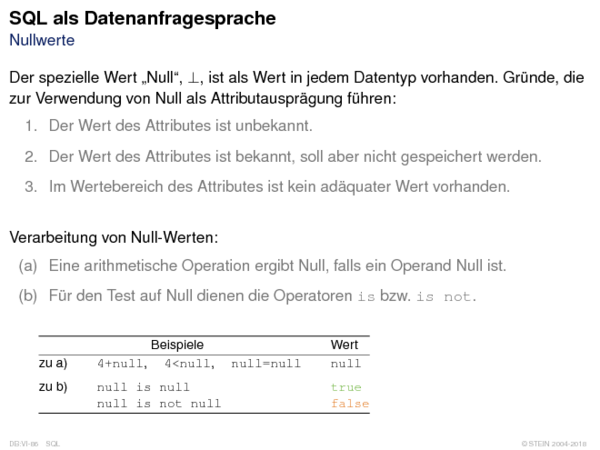 SQL als Datenanfragesprache
Nullwerte
Der spezielle Wert „Null“, ⊥, ist als Wert in jedem Datentyp vorhanden. Gründe, die
zur Verwendung von Null als Attributausprägung führen:
1. Der Wert des Attributes ist unbekannt.
2. Der Wert des Attributes ist bekannt, soll aber nicht gespeichert werden.
3. Im Wertebereich des Attributes ist kein adäquater Wert vorhanden.
Verarbeitung von Null-Werten:
(a) Eine arithmetische Operation ergibt Null, falls ein Operand Null ist.
(b) Für den Test auf Null dienen die Operatoren is bzw. is not.
Beispiele Wert
zu a) 4+null, 4<null, null=null null
zu b) null is null true
null is not null false
DB:VI-86 SQL © STEIN 2004-2018